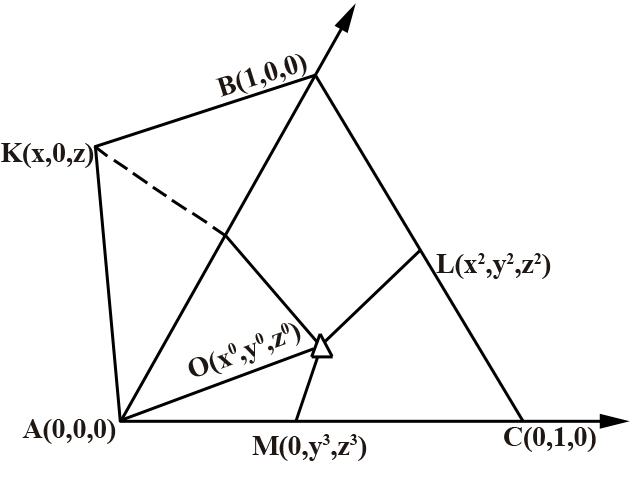 B(1,0,0)
K(x,0,z)
L(x²,y²,z²)
O(x⁰,y⁰,z⁰)
A(0,0,0)
M(0,y³,z³)
C(0,1,0)